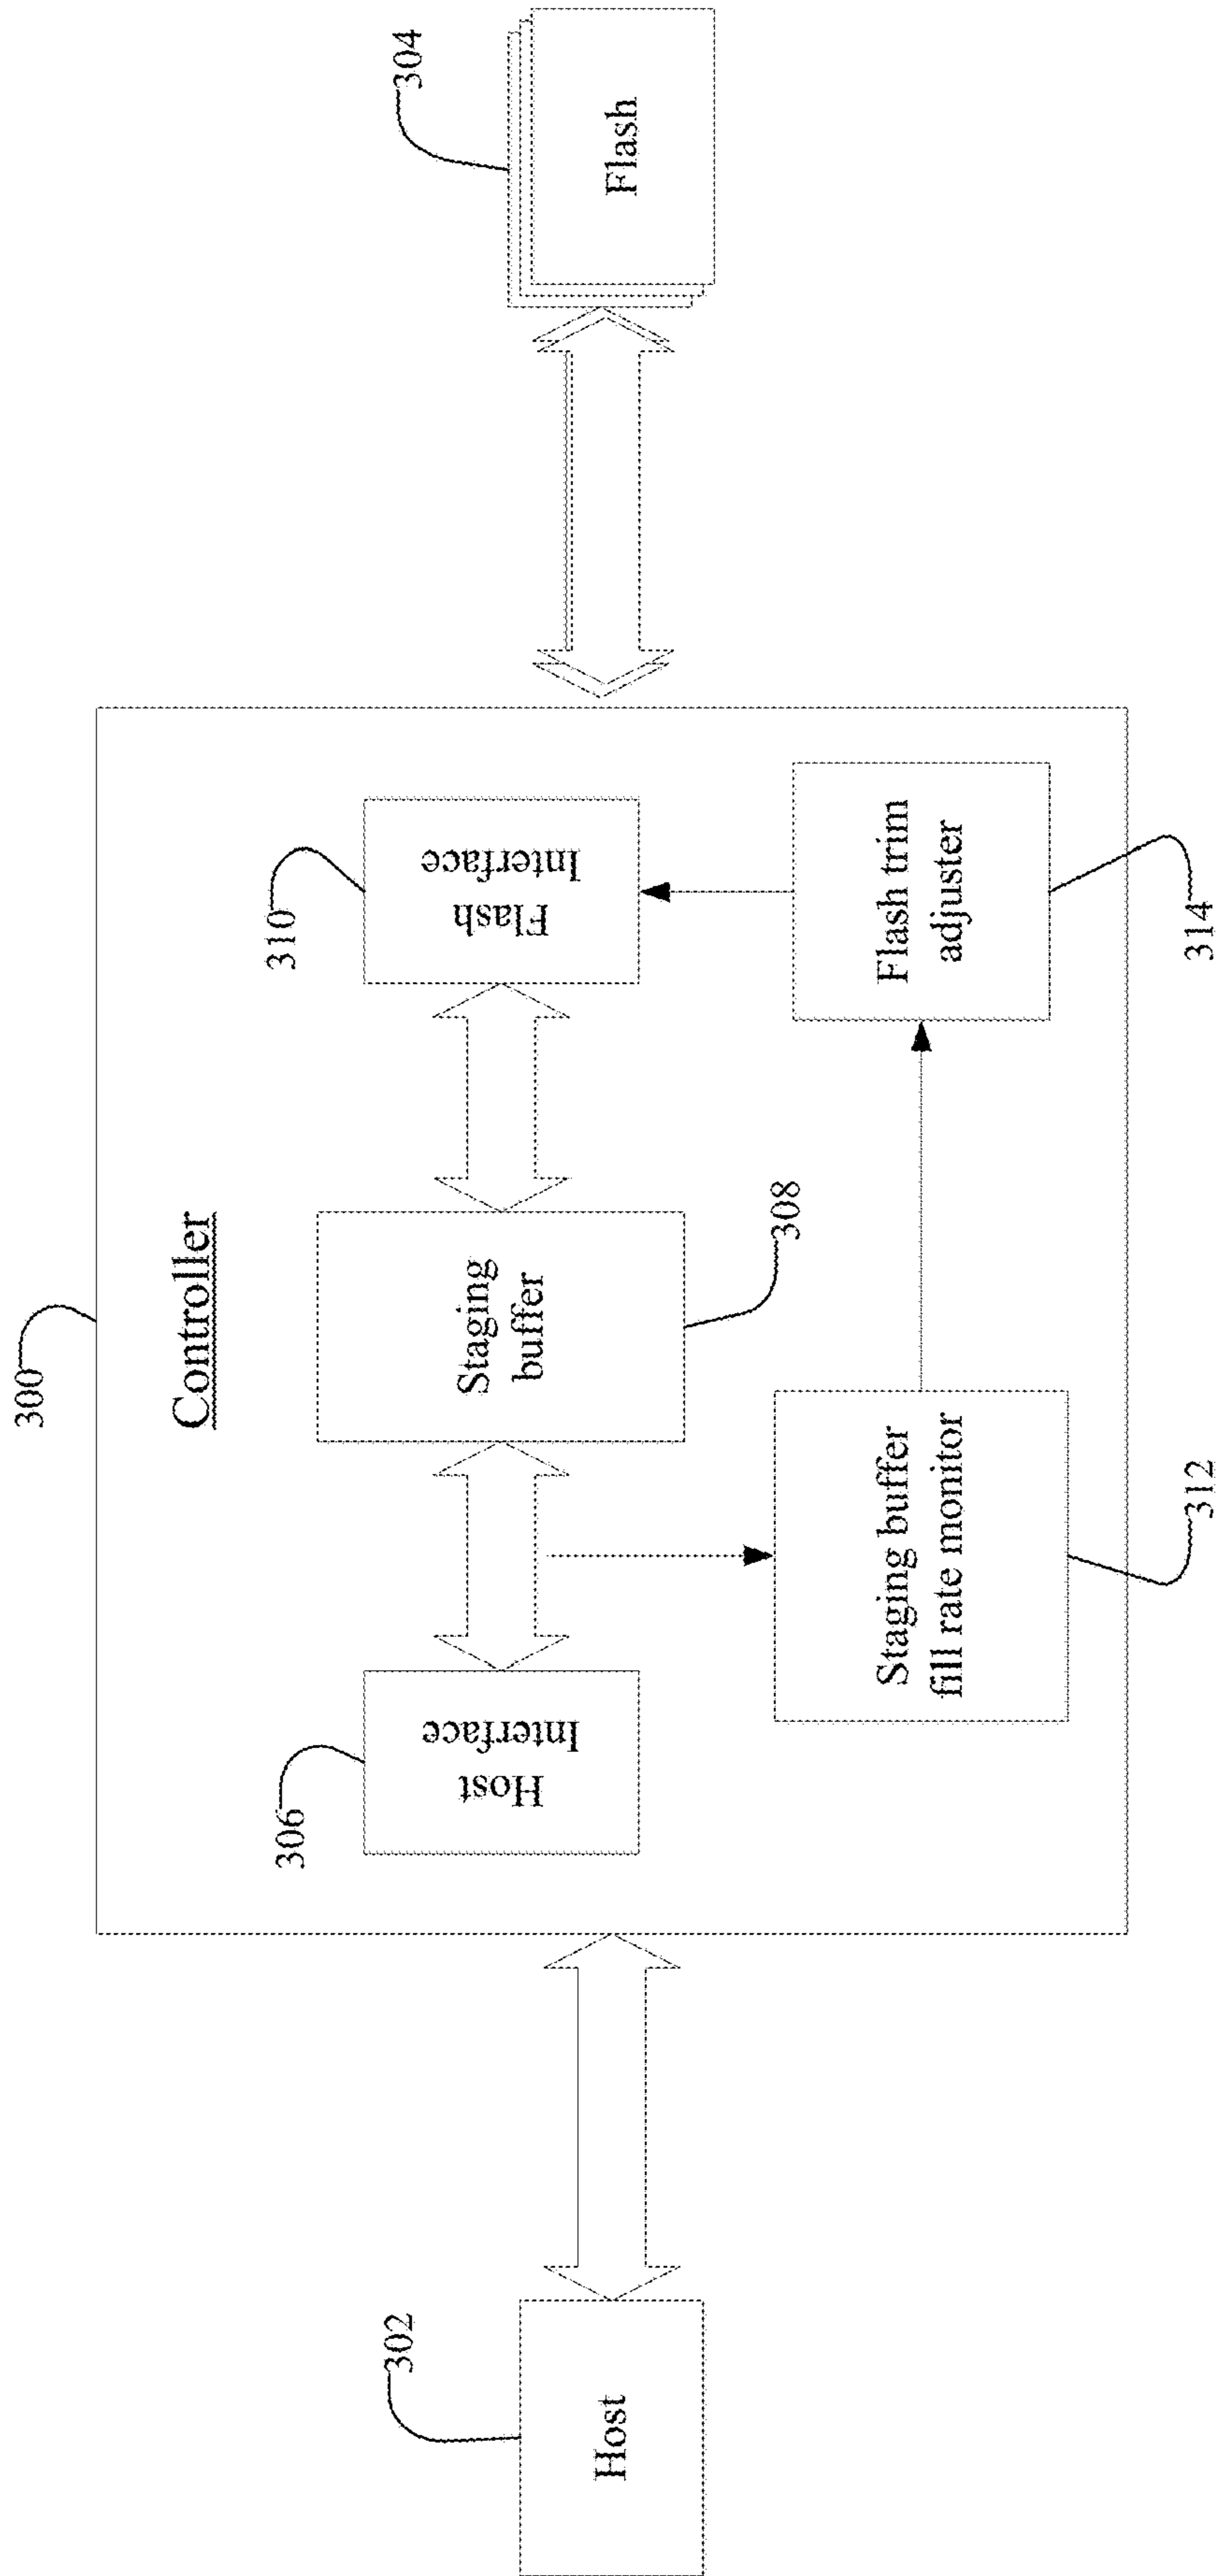 300
Controller
302
Host
304
Flash
306
Host
Interface
Staging
buffer
308
310
Flash
Interface
Staging buffer
fill rate monitor
312
Flash trim
adjuster
314